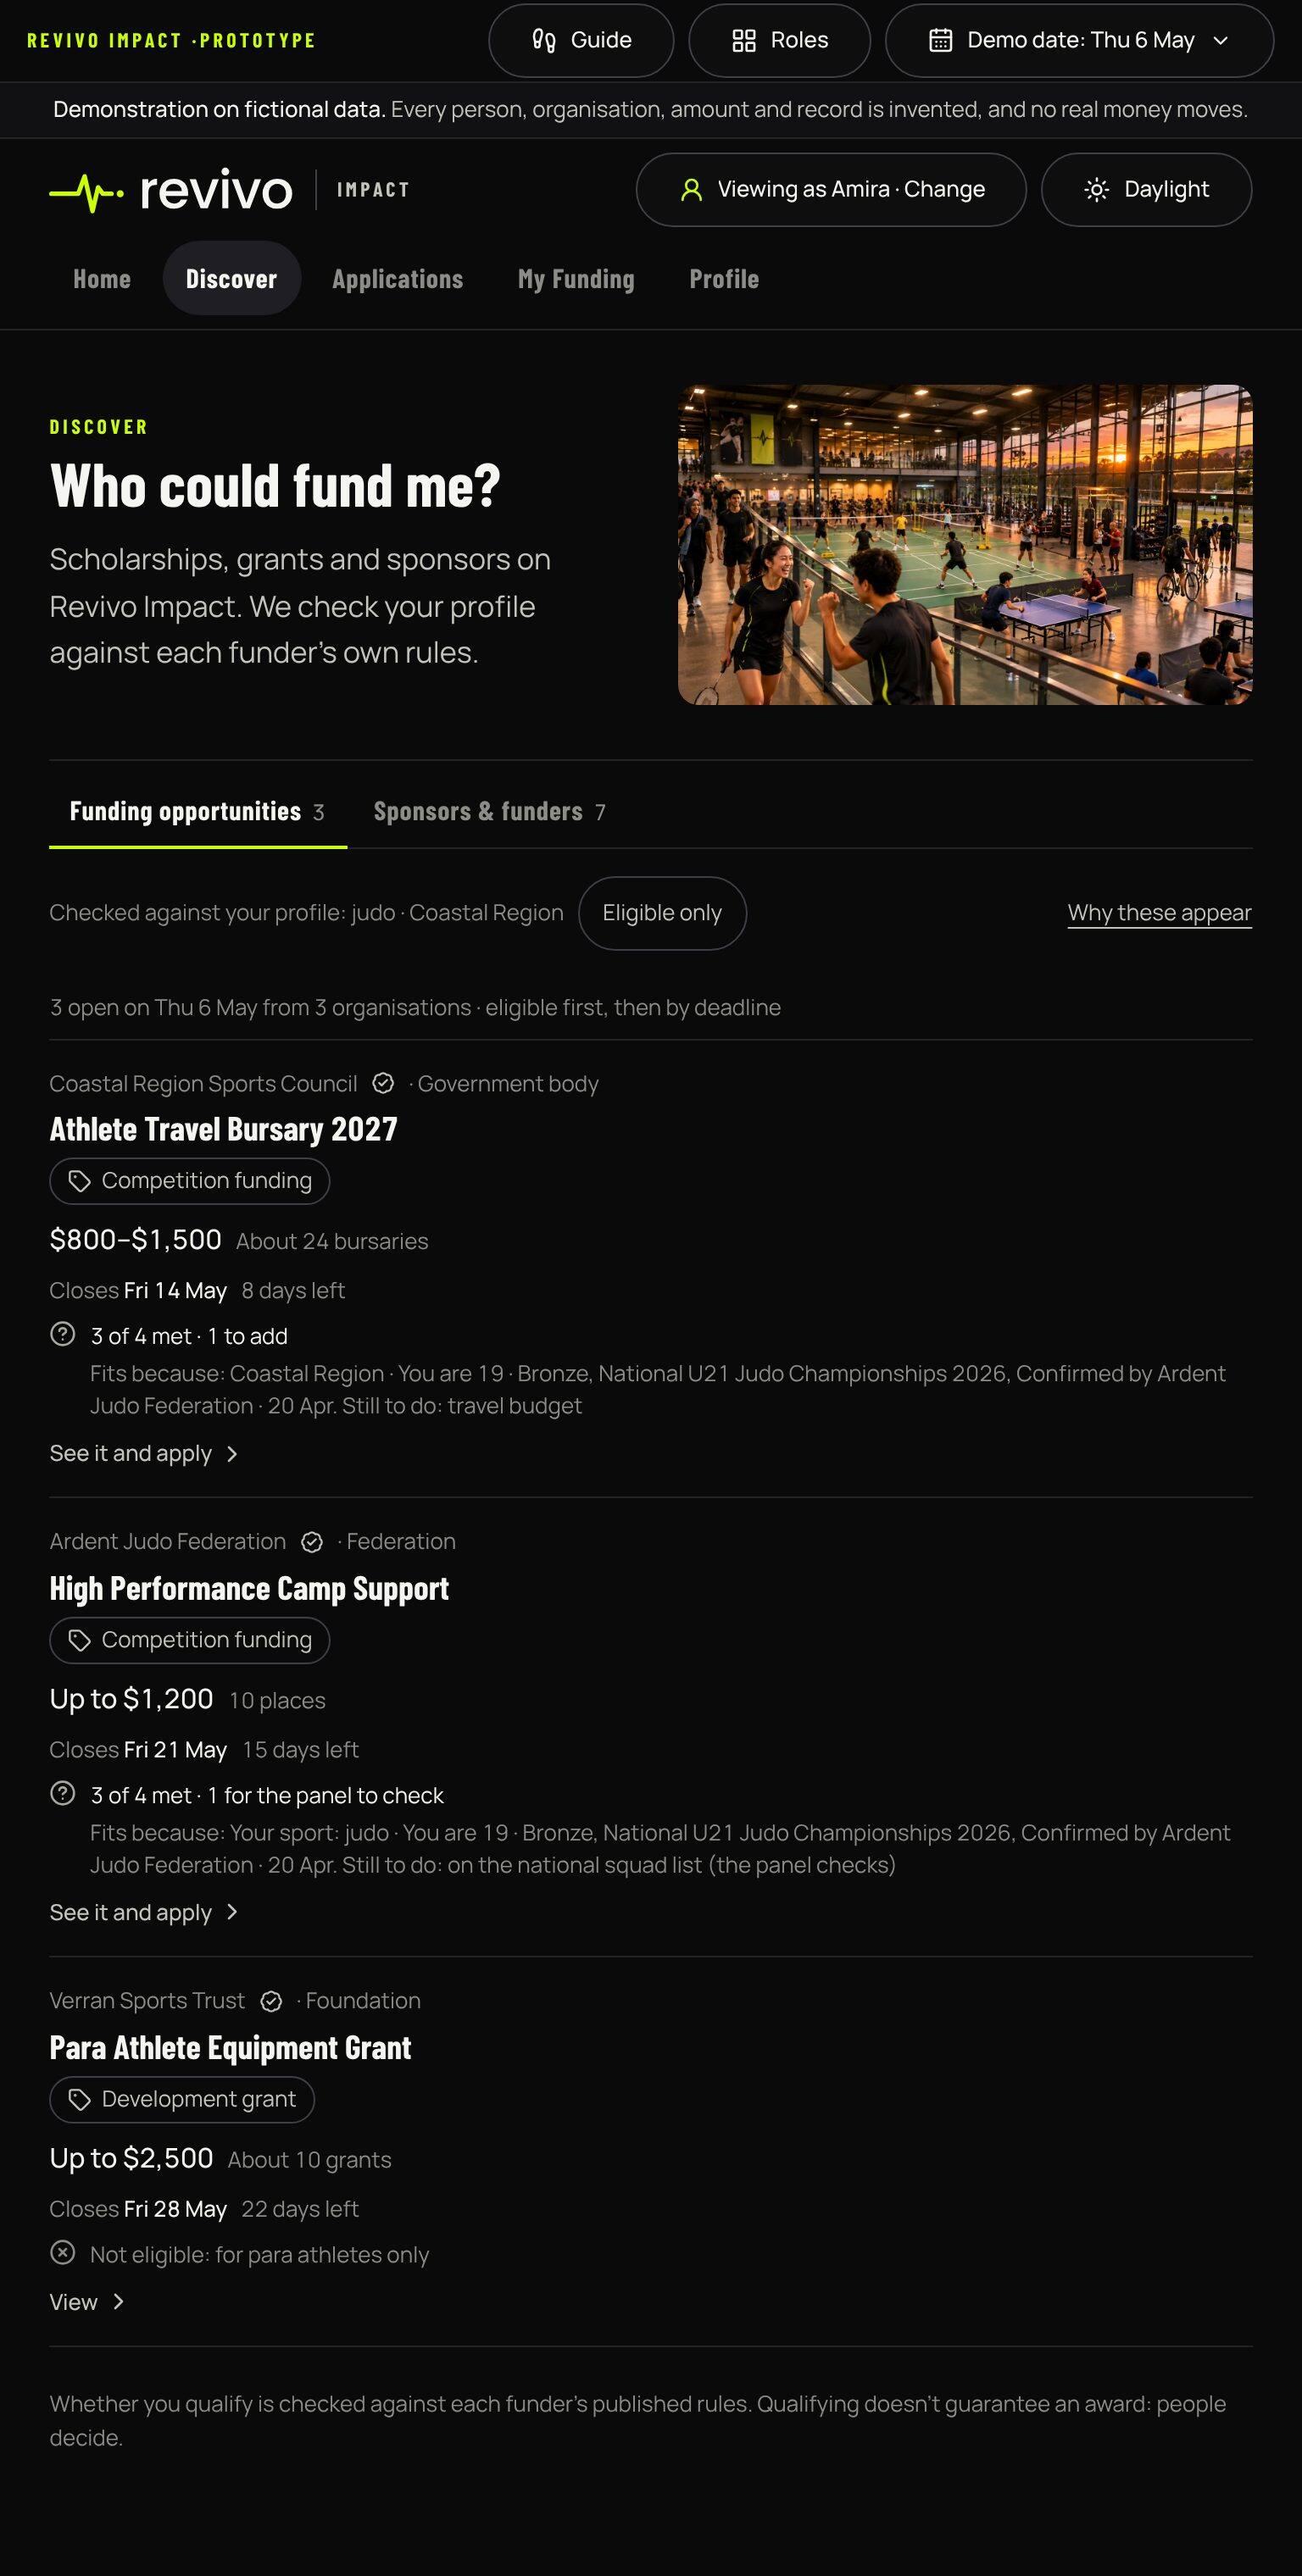 REVIVO IMPACT ·PROTOTYPE
Guide
Roles
Demo date: Thu 6 May
Demonstration on fictional data. Every person, organisation, amount and record is invented, and no real money moves.
revivo
IMPACT
Viewing as Amira · Change
Daylight
Home
Discover
Applications
My Funding
Profile
DISCOVER
Who could fund me?
Scholarships, grants and sponsors on
Revivo Impact. We check your profile
against each funder’s own rules.
Funding opportunities 3
Sponsors & funders 7
Checked against your profile: judo · Coastal Region
Eligible only
Why these appear
3 open on Thu 6 May from 3 organisations · eligible first, then by deadline
Coastal Region Sports Council · Government body
Athlete Travel Bursary 2027
Competition funding
$800–$1,500 About 24 bursaries
Closes Fri 14 May 8 days left
3 of 4 met · 1 to add
Fits because: Coastal Region · You are 19 · Bronze, National U21 Judo Championships 2026, Confirmed by Ardent
Judo Federation · 20 Apr. Still to do: travel budget
See it and apply
Ardent Judo Federation · Federation
High Performance Camp Support
Competition funding
Up to $1,200 10 places
Closes Fri 21 May 15 days left
3 of 4 met · 1 for the panel to check
Fits because: Your sport: judo · You are 19 · Bronze, National U21 Judo Championships 2026, Confirmed by Ardent
Judo Federation · 20 Apr. Still to do: on the national squad list (the panel checks)
See it and apply
Verran Sports Trust · Foundation
Para Athlete Equipment Grant
Development grant
Up to $2,500 About 10 grants
Closes Fri 28 May 22 days left
Not eligible: for para athletes only
View
Whether you qualify is checked against each funder’s published rules. Qualifying doesn’t guarantee an award: people
decide.